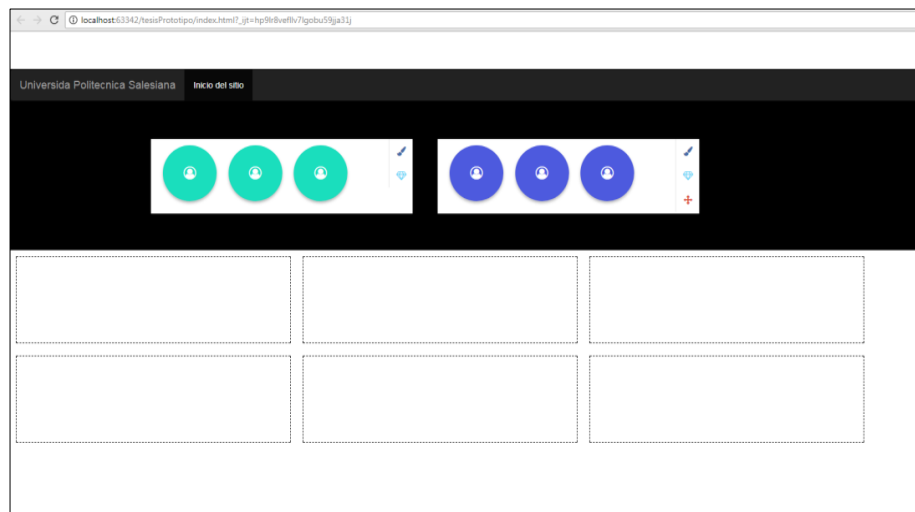 localhost:63342/tesisPrototipo/index.html?_ijt=hp9lr8vefllv7lgobu59jja31j
Universida Politecnica Salesiana Inicio del sitio